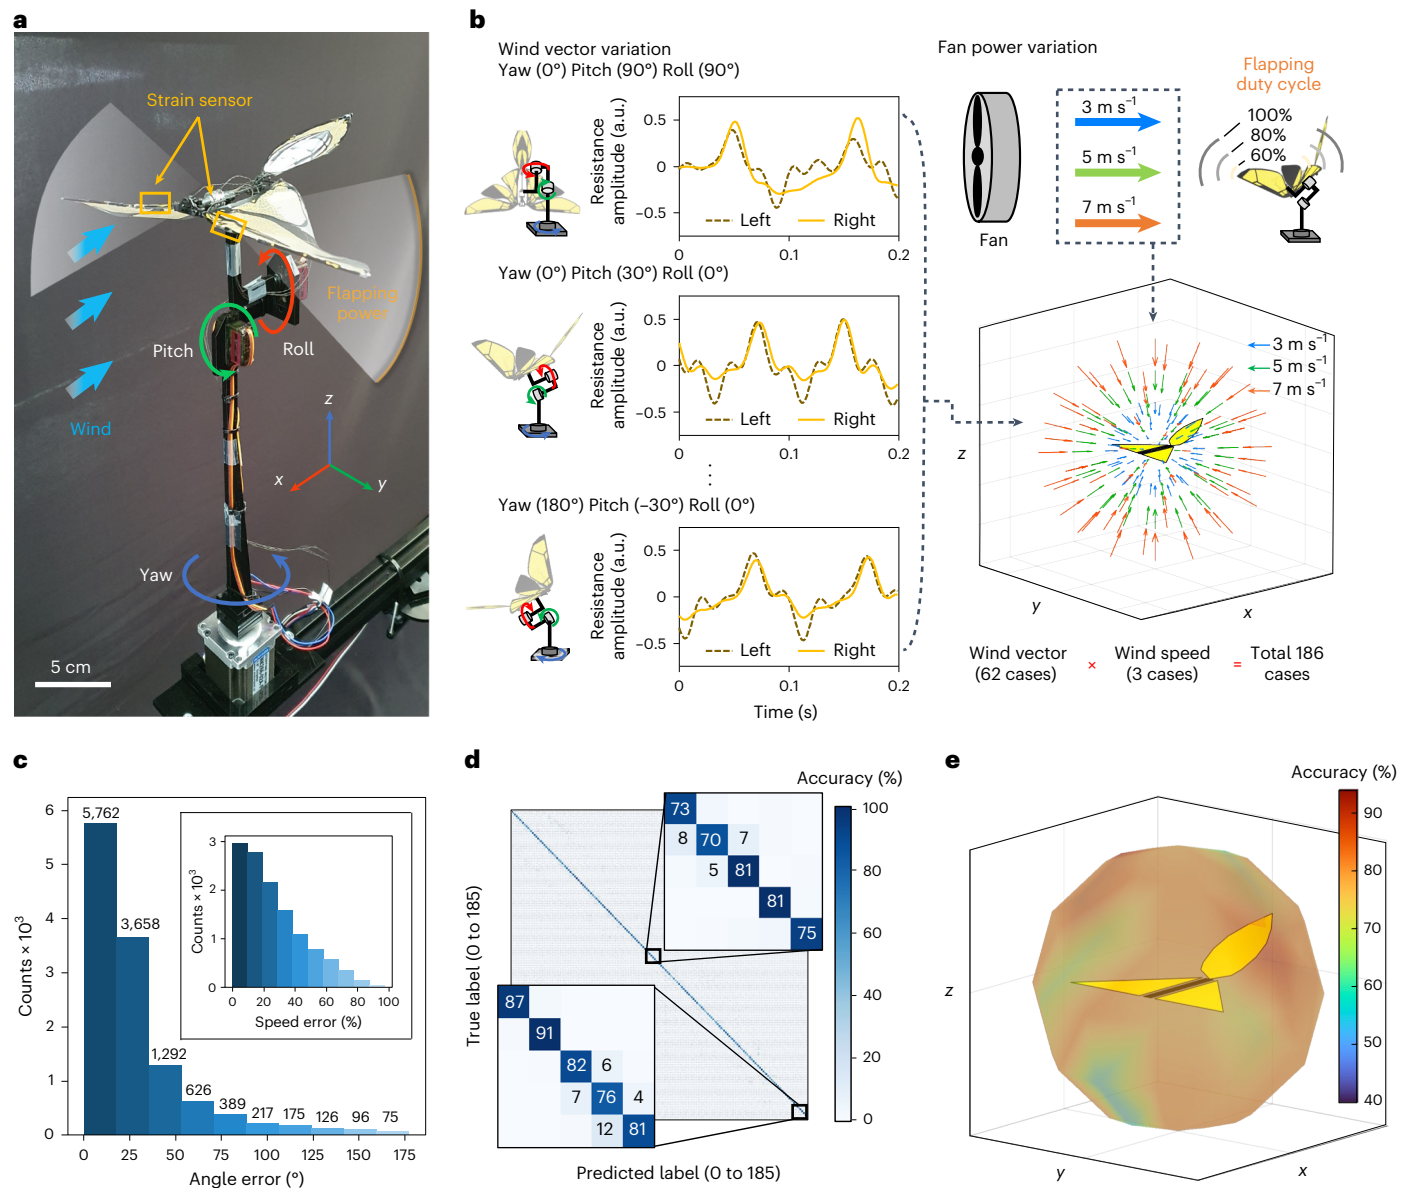 a
Strain sensor
Flapping
power
Pitch
Roll
Wind
z
x
y
Yaw
5 cm
b
Wind vector variation
Yaw (0°) Pitch (90°) Roll (90°)
Resistance
amplitude (a.u.)
0.5
0
−0.5
Left
Right
0
0.1
0.2
Yaw (0°) Pitch (30°) Roll (0°)
Resistance
amplitude (a.u.)
0.5
0
−0.5
Left
Right
0
0.1
0.2
Yaw (180°) Pitch (−30°) Roll (0°)
Resistance
amplitude (a.u.)
0.5
0
−0.5
Left
Right
0
0.1
0.2
Time (s)
Fan power variation
Fan
3 m s−1
5 m s−1
7 m s−1
Flapping
duty cycle
100%
80%
60%
3 m s−1
5 m s−1
7 m s−1
z
y
x
Wind vector
(62 cases)
×
Wind speed
(3 cases)
=
Total 186
cases
c
Counts × 10³
6
5
4
3
2
1
0
5,762
3,658
1,292
626
389
217
175
126
96
75
0
25
50
75
100
125
150
175
Angle error (°)
Counts × 10³
3
2
1
0
0
20
40
60
80
100
Speed error (%)
d
Accuracy (%)
100
80
60
40
20
0
True label (0 to 185)
73
8 70 7
5 81
81
75
87
91
82 6
7 76 4
12 81
Predicted label (0 to 185)
e
Accuracy (%)
90
80
70
60
50
40
z
y
x